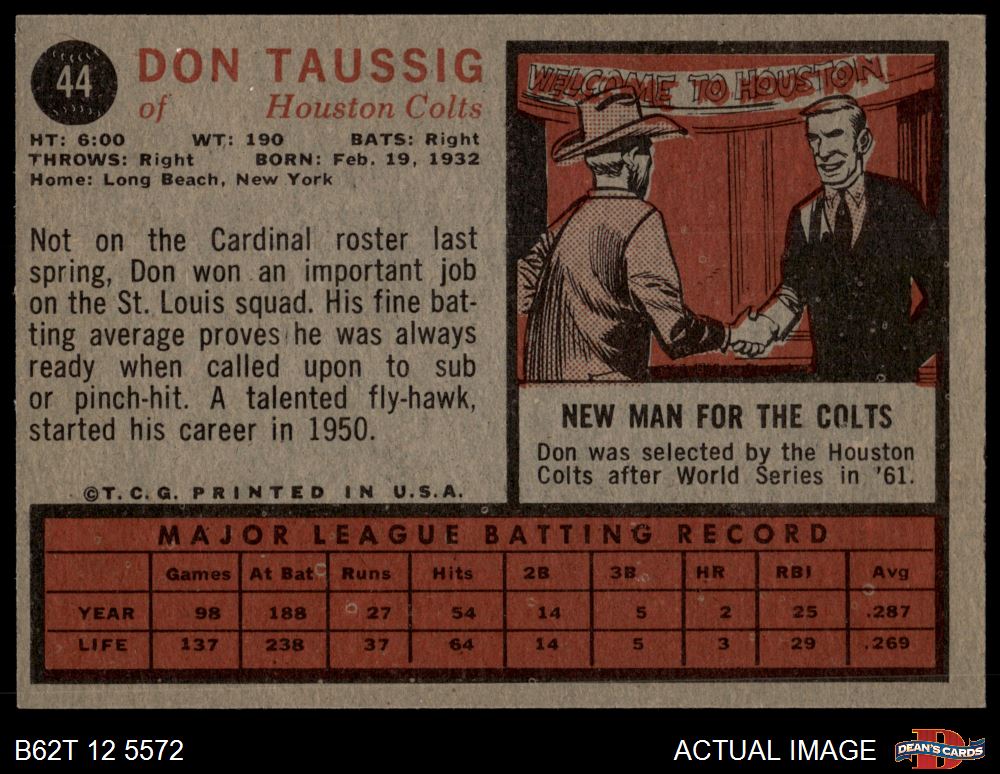 44
DON TAUSSIG
of Houston Colts
HT: 6:00 WT: 190 BATS: Right
THROWS: Right BORN: Feb. 19, 1932
Home: Long Beach, New York
Not on the Cardinal roster last
spring, Don won an important job
on the St. Louis squad. His fine bat-
ting average proves he was always
ready when called upon to sub
or pinch-hit. A talented fly-hawk,
started his career in 1950.
©T.C.G. PRINTED IN U.S.A.
WELCOME TO HOUSTON
NEW MAN FOR THE COLTS
Don was selected by the Houston
Colts after World Series in '61.
MAJOR LEAGUE BATTING RECORD
Games At Bat Runs Hits 2B 3B HR RBI Avg
YEAR 98 188 27 54 14 5 2 25 .287
LIFE 137 238 37 64 14 5 3 29 .269
B62T 12 5572
ACTUAL IMAGE
D
DEAN'S CARDS